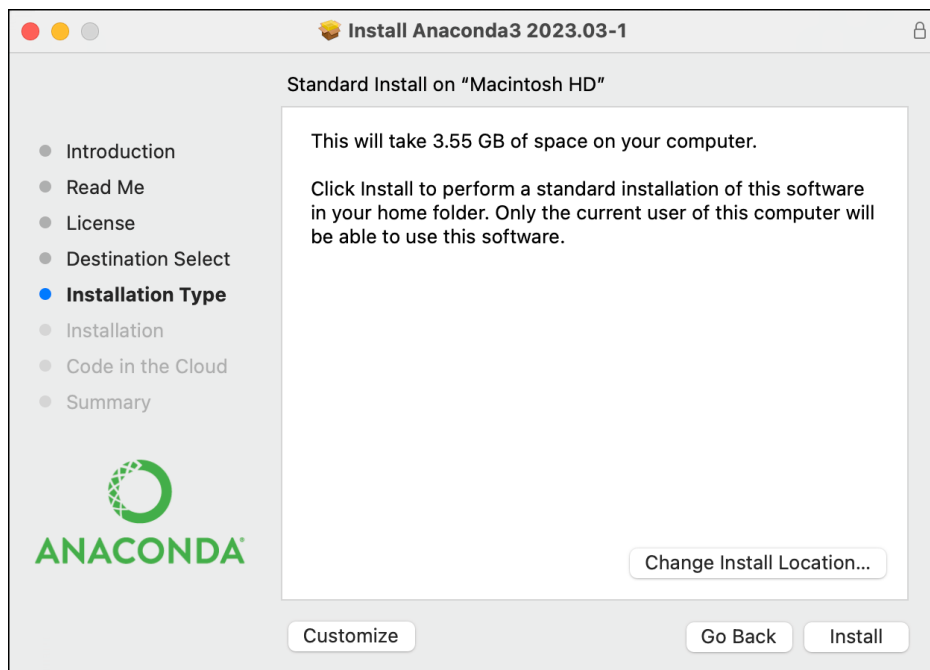 Install Anaconda3 2023.03-1
Standard Install on “Macintosh HD”
Introduction
Read Me
License
Destination Select
Installation Type
Installation
Code in the Cloud
Summary
ANACONDA®
This will take 3.55 GB of space on your computer.
Click Install to perform a standard installation of this software
in your home folder. Only the current user of this computer will
be able to use this software.
Change Install Location...
Customize
Go Back
Install